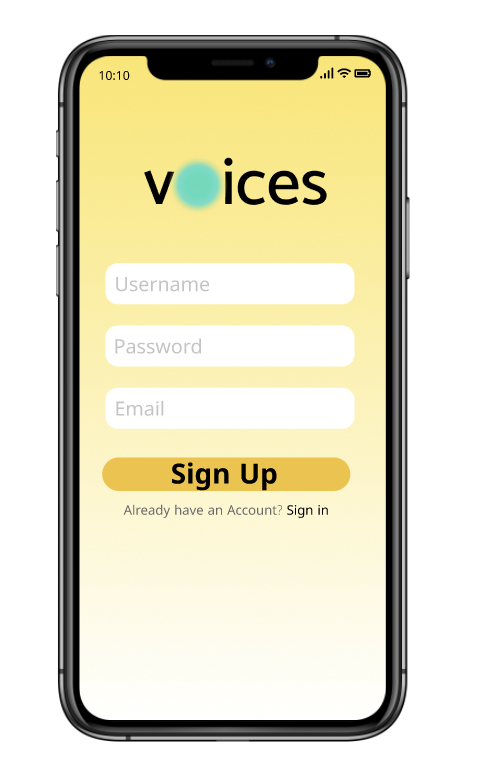 10:10
voices
Username
Password
Email
Sign Up
Already have an Account? Sign in